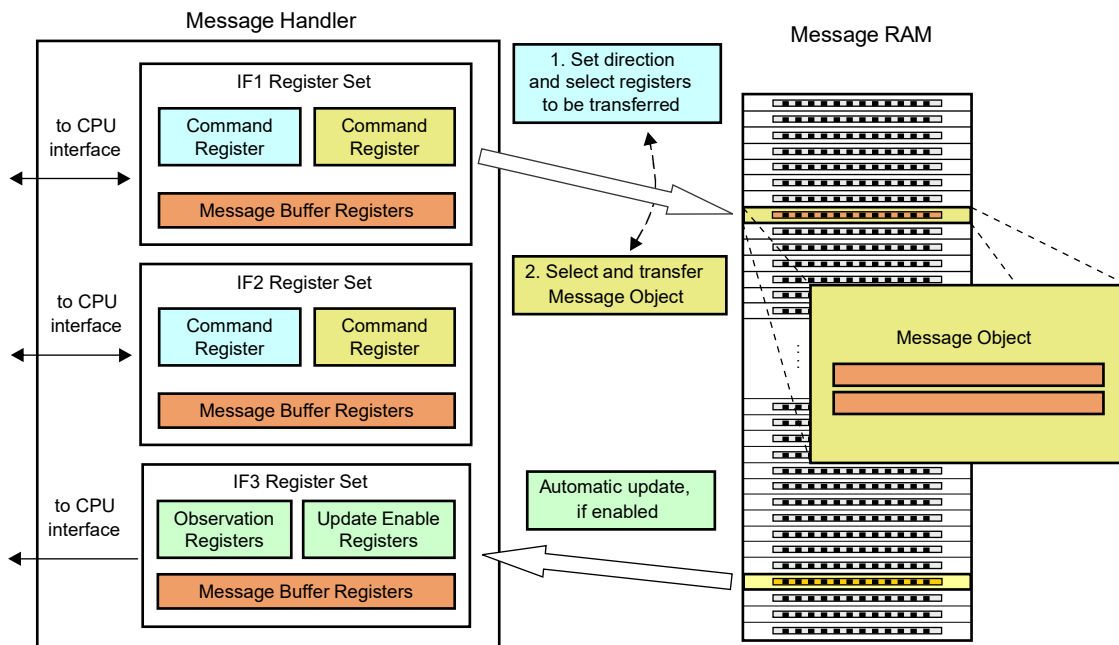 Message Handler
Message RAM
IF1 Register Set
to CPU
interface
Command
Register
Command
Register
Message Buffer Registers
1. Set direction
and select registers
to be transferred
2. Select and transfer
Message Object
IF2 Register Set
to CPU
interface
Command
Register
Command
Register
Message Buffer Registers
Message Object
IF3 Register Set
to CPU
interface
Observation
Registers
Update Enable
Registers
Message Buffer Registers
Automatic update,
if enabled